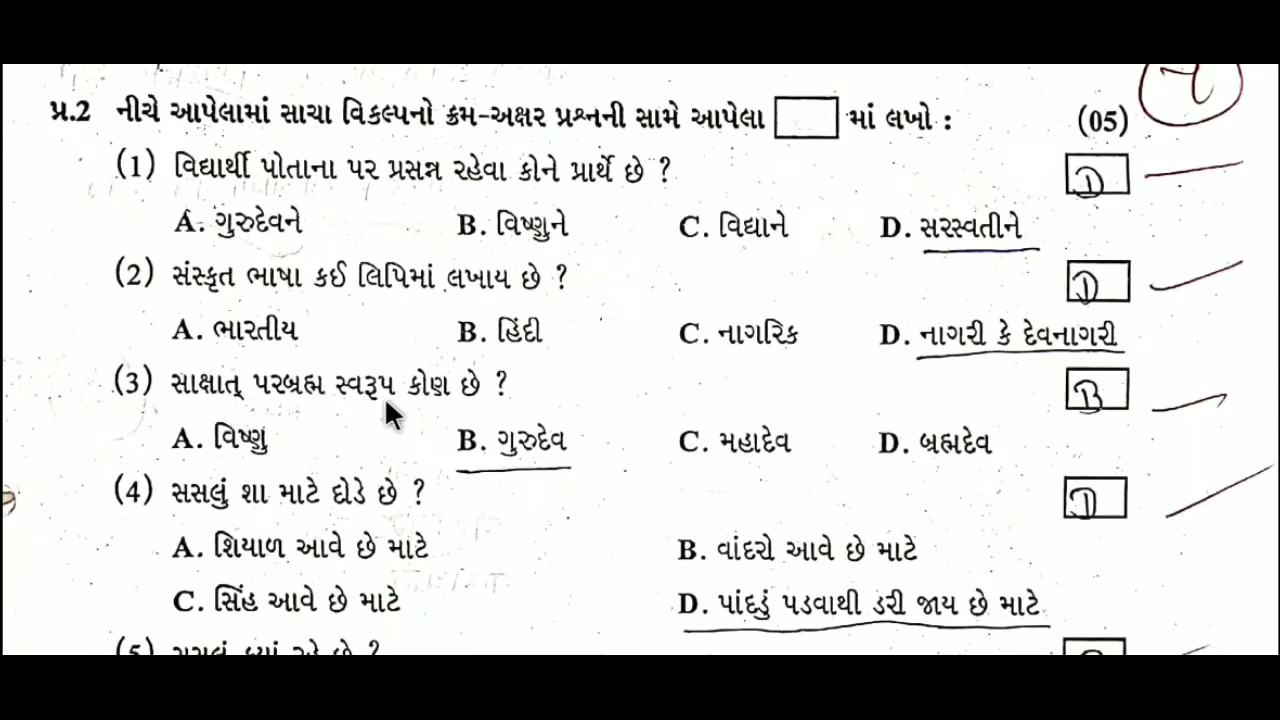 પ્ર.2 નીચે આપેલામાં સાચા વિકલ્પનો ક્રમ-અક્ષર પ્રશ્નની સામે આપેલા માં લખો : (05)
(1) વિદ્યાર્થી પોતાના પર પ્રસન્ન રહેવા કોને પ્રાર્થે છે ? D
A. ગુરુદેવને B. વિષ્ણુને C. વિદ્યાને D. સરસ્વતીને
(2) સંસ્કૃત ભાષા કઈ લિપિમાં લખાય છે ? D
A. ભારતીય B. હિંદી C. નાગરિક D. નાગરી કે દેવનાગરી
(3) સાક્ષાત્ પરબ્રહ્મ સ્વરૂપ કોણ છે ? B
A. વિષ્ણુ B. ગુરુદેવ C. મહાદેવ D. બ્રહ્મદેવ
(4) સસલું શા માટે દોડે છે ? D
A. શિયાળ આવે છે માટે B. વાંદરો આવે છે માટે
C. સિંહ આવે છે માટે D. પાંદડું પડવાથી ડરી જાય છે માટે